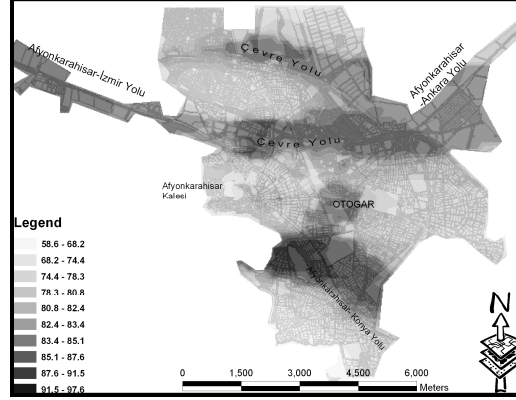 Afyonkarahisar-İzmir Yolu
Çevre Yolu
Afyonkarahisar
-Ankara Yolu
Çevre Yolu
Afyonkarahisar
Kalesi
OTOGAR
Afyonkarahisar, Konya Yolu
Legend
58.6 - 68.2
68.2 - 74.4
74.4 - 78.3
78.3 - 80.8
80.8 - 82.4
82.4 - 83.4
83.4 - 85.1
85.1 - 87.6
87.6 - 91.5
91.5 - 97.6
N
0 1,500 3,000 4,500 6,000
Meters